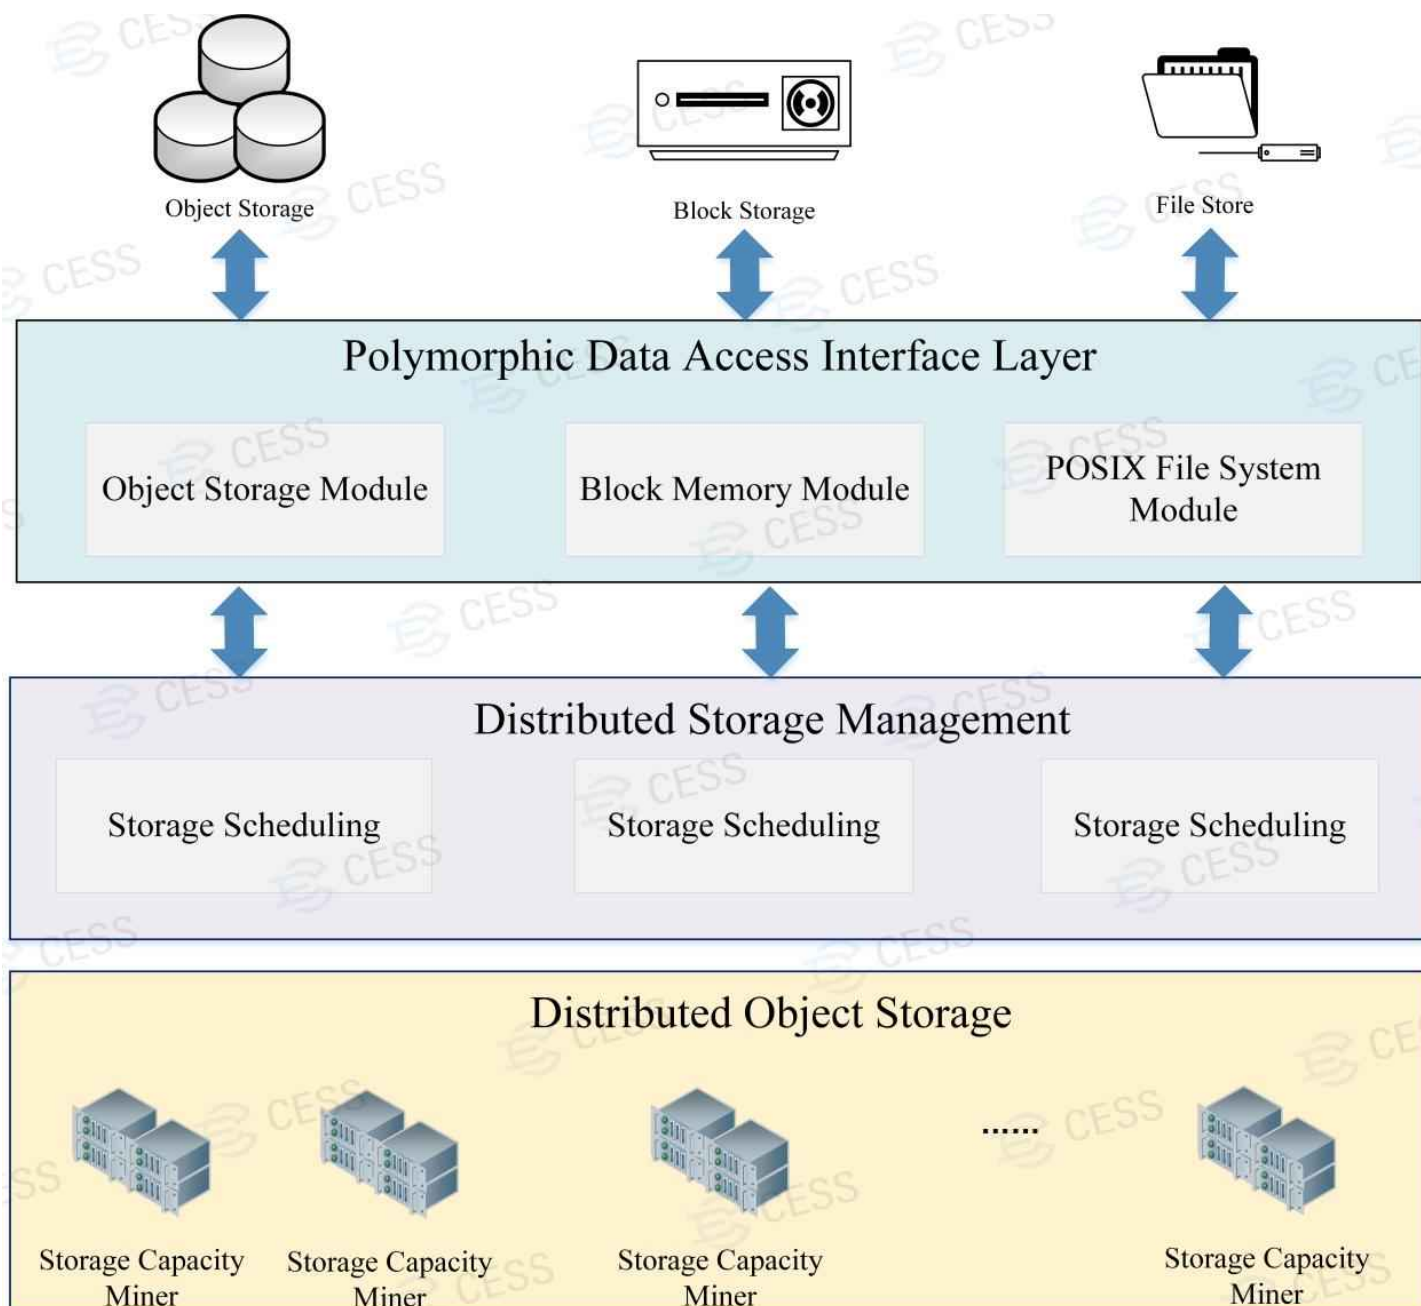 Object Storage
Block Storage
File Store
Polymorphic Data Access Interface Layer
Object Storage Module
Block Memory Module
POSIX File System
Module
Distributed Storage Management
Storage Scheduling
Storage Scheduling
Storage Scheduling
Distributed Object Storage
......
Storage Capacity
Miner
Storage Capacity
Miner
Storage Capacity
Miner
Storage Capacity
Miner
CESS